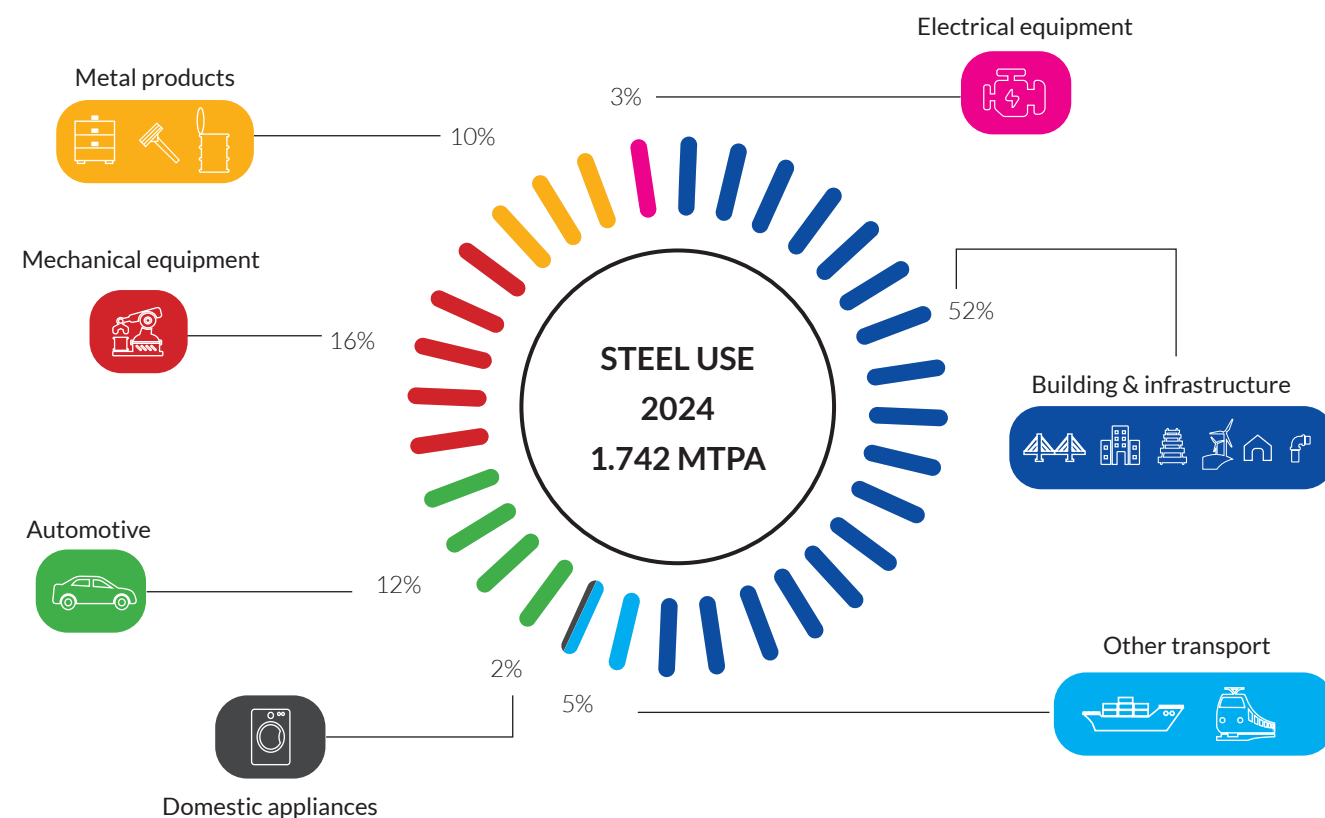 Electrical equipment
3%
Metal products
10%
Mechanical equipment
16%
52%
Building & infrastructure
STEEL USE
2024
1.742 MTPA
Automotive
12%
2%
5%
Other transport
Domestic appliances